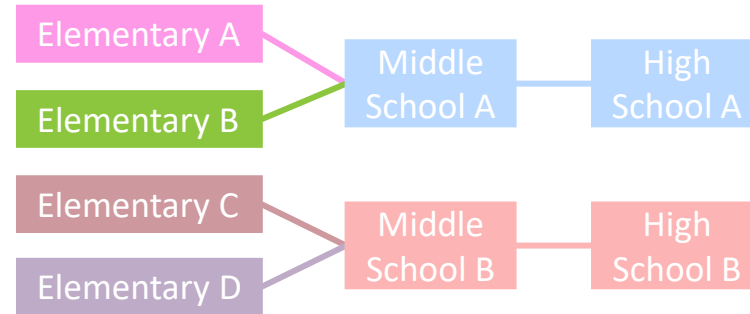 Elementary A
Elementary B
Middle
School A
High
School A
Elementary C
Elementary D
Middle
School B
High
School B